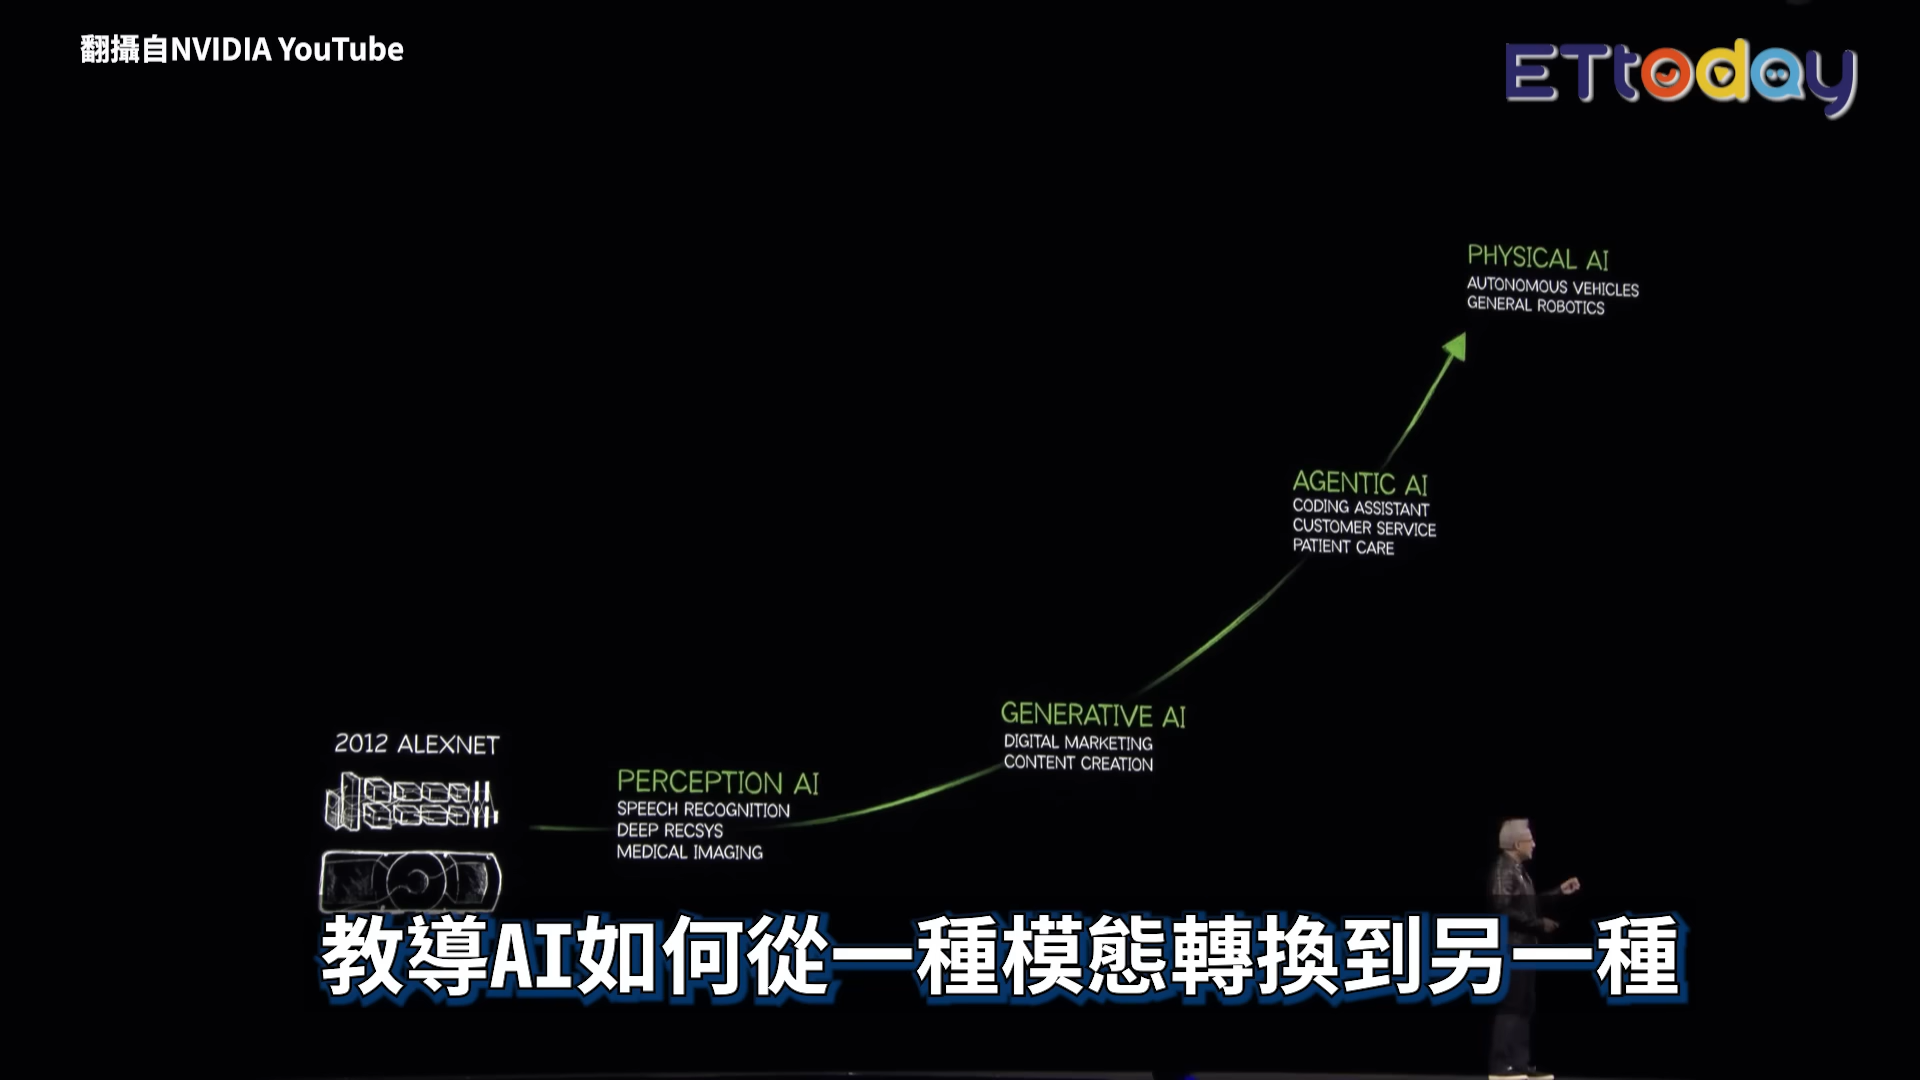 翻攝自NVIDIA YouTube
ETtoday
PHYSICAL AI
AUTONOMOUS VEHICLES
GENERAL ROBOTICS
AGENTIC AI
CODING ASSISTANT
CUSTOMER SERVICE
PATIENT CARE
GENERATIVE AI
DIGITAL MARKETING
CONTENT CREATION
2012 ALEXNET
PERCEPTION AI
SPEECH RECOGNITION
DEEP RECSYS
MEDICAL IMAGING
教導AI如何從一種模態轉換到另一種